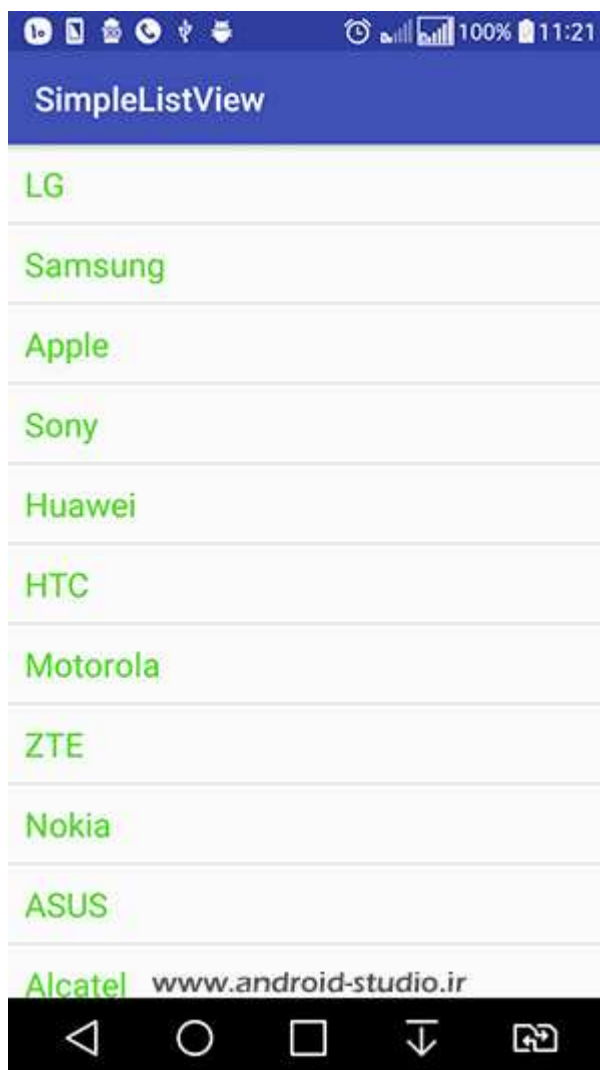 100% 11:21
SimpleListView
LG
Samsung
Apple
Sony
Huawei
HTC
Motorola
ZTE
Nokia
ASUS
Alcatel www.android-studio.ir